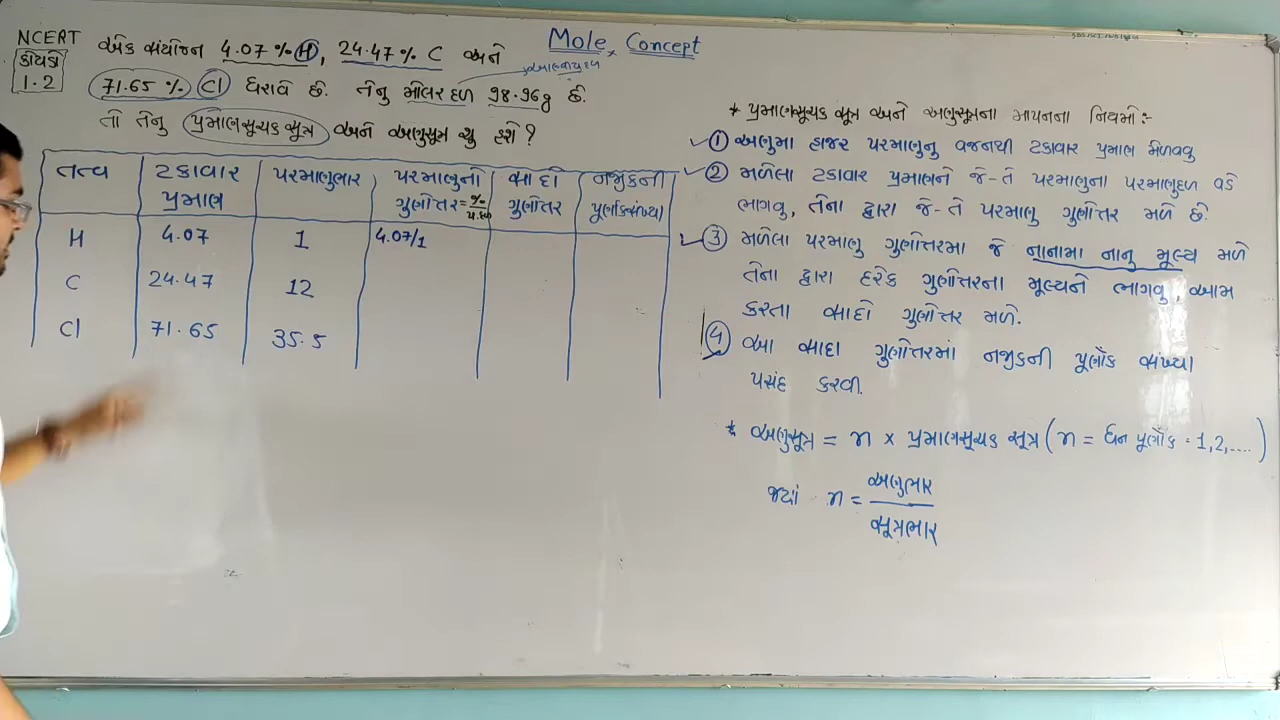 Mole Concept
NCERT
કોયડો
1.2
એક સંયોજન 4.07 % H, 24.47 % C અને
71.65 % Cl ધરાવે છે. તેનુ મોલર દળ 98.96g છે.
તો તેનુ પ્રમાણસૂચક સૂત્ર અને અણુસૂત્ર શુ હશે ?
તત્વ | ટકાવાર પ્રમાણ | પરમાણુભાર | પરમાણુનો ગુણોત્તર = %/પ.ભા | સાદો ગુણોત્તર | નજીકની પૂર્ણાંકસંખ્યા
H | 4.07 | 1 | 4.07/1
C | 24.47 | 12
Cl | 71.65 | 35.5
* પ્રમાણસૂચક સૂત્ર અને અણુસૂત્રના માપનના નિયમો :-
① અણુમા હાજર પરમાણુનુ વજનથી ટકાવાર પ્રમાણ મેળવવુ
② મળેલા ટકાવાર પ્રમાણને જે-તે પરમાણુના પરમાણુદળ વડે
ભાગવુ, તેના દ્વારા જે-તે પરમાણુ ગુણોત્તર મળે છે.
③ મળેલા પરમાણુ ગુણોત્તરમા જે નાનામા નાનુ મૂલ્ય મળે
તેના દ્વારા દરેક ગુણોત્તરના મૂલ્યને ભાગવુ, આમ
કરતા સાદો ગુણોત્તર મળે.
④ આ સાદા ગુણોત્તરમાં નજીકની પૂર્ણાંક સંખ્યા
પસંદ કરવી.
* અણુસૂત્ર = n × પ્રમાણસૂચક સૂત્ર (n = ધન પૂર્ણાંક = 1,2,....)
જ્યાં n = અણુભાર
સૂત્રભાર